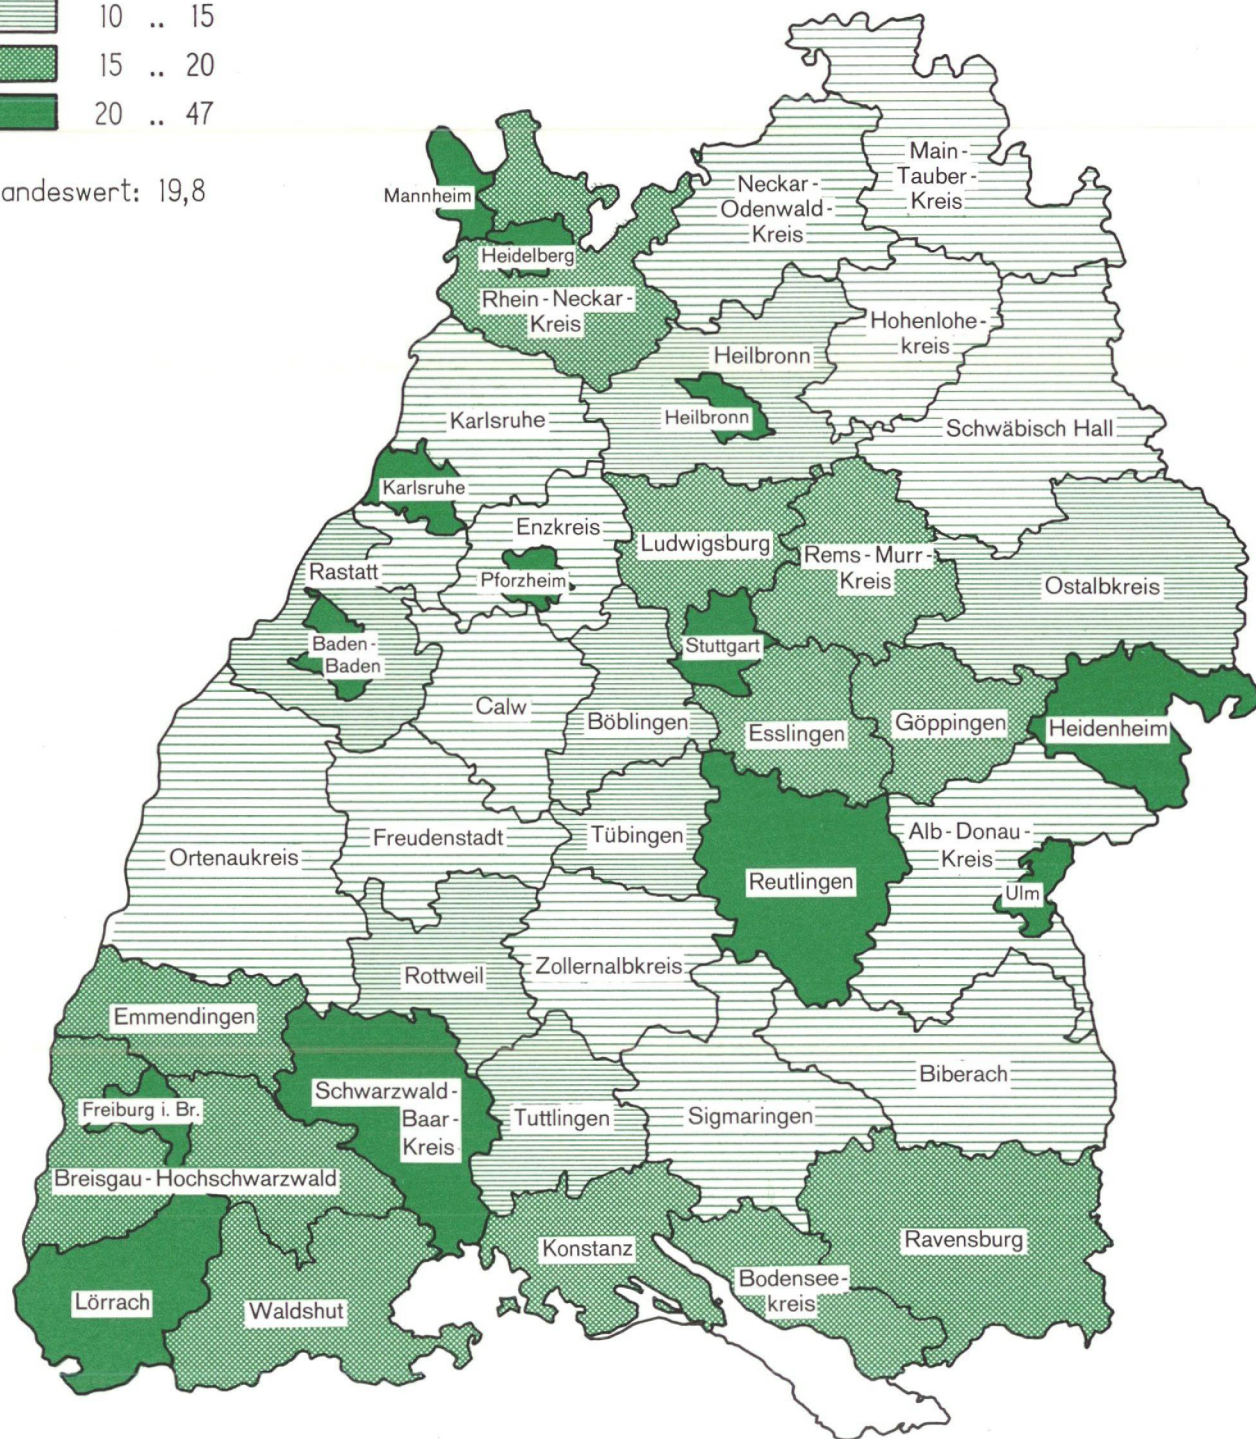 10 .. 15
15 .. 20
20 .. 47
andeswert: 19,8
Main-
Tauber-
Kreis
Neckar-
Odenwald-
Kreis
Mannheim
Heidelberg
Rhein-Neckar-
Kreis
Hohenlohe-
kreis
Heilbronn
Heilbronn
Karlsruhe
Schwäbisch Hall
Karlsruhe
Enzkreis
Ludwigsburg
Rems-Murr-
Kreis
Rastatt
Pforzheim
Ostalbkreis
Baden-
Baden
Stuttgart
Calw
Böblingen
Esslingen
Göppingen
Heidenheim
Freudenstadt
Tübingen
Alb-Donau-
Kreis
Ortenaukreis
Reutlingen
Ulm
Rottweil
Zollernalbkreis
Emmendingen
Schwarzwald-
Baar-
Kreis
Biberach
Freiburg i. Br.
Tuttlingen
Sigmaringen
Breisgau-Hochschwarzwald
Konstanz
Ravensburg
Bodensee-
kreis
Lörrach
Waldshut